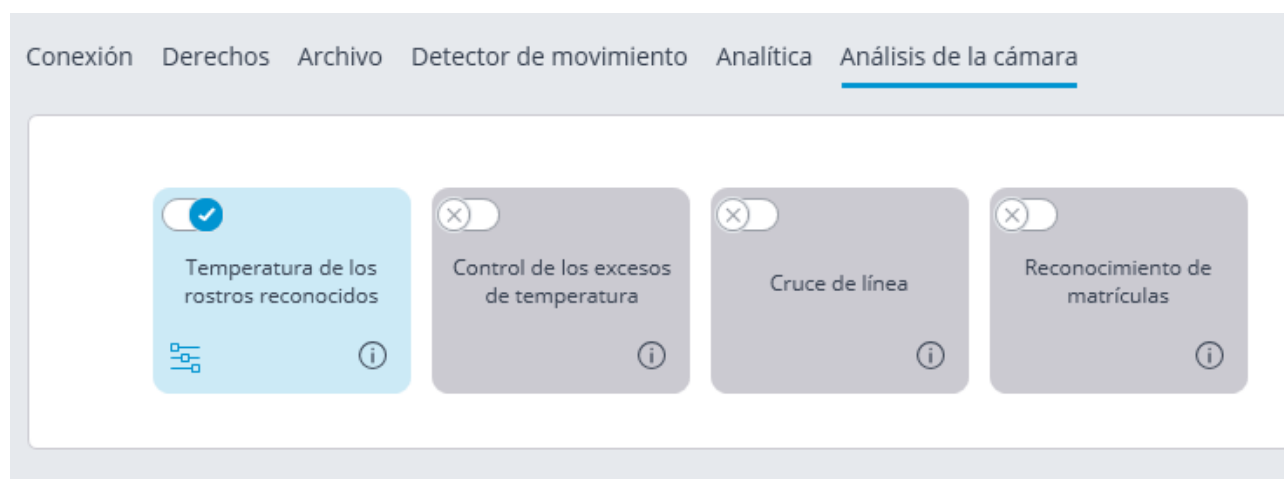 Conexión Derechos Archivo Detector de movimiento Analítica Análisis de la cámara
Temperatura de los
rostros reconocidos
Control de los excesos
de temperatura
Cruce de línea
Reconocimiento de
matrículas